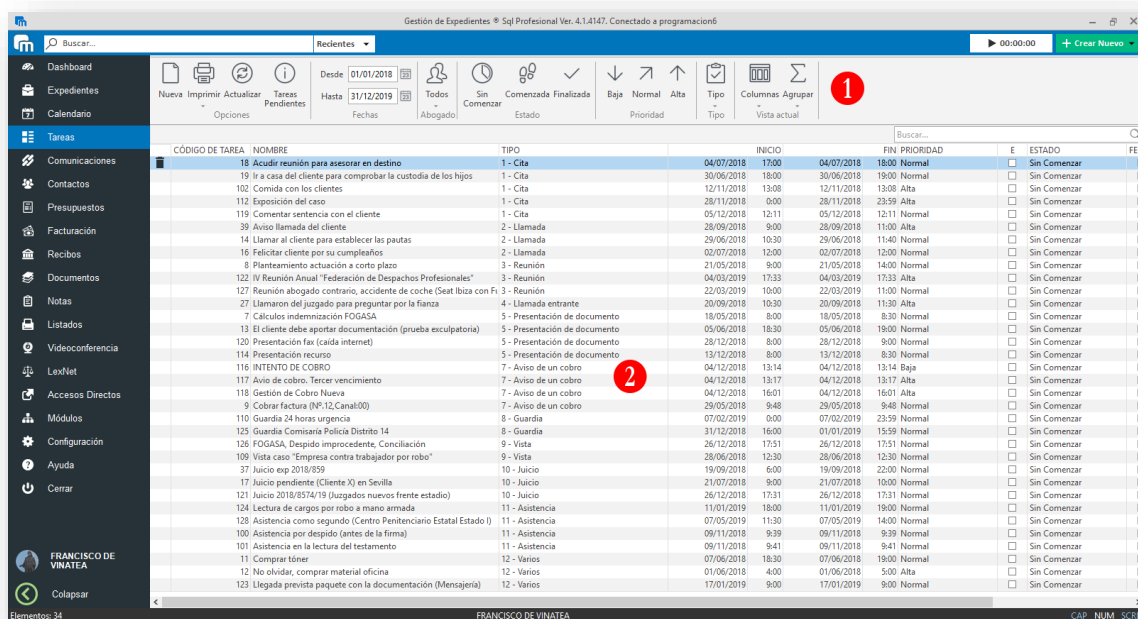 Gestión de Expedientes ® Sql Profesional Ver. 4.1.4147. Conectado a programacion6
Buscar... Recientes 00:00:00 + Crear Nuevo
Dashboard
Expedientes
Calendario
Tareas
Comunicaciones
Contactos
Presupuestos
Facturación
Recibos
Documentos
Notas
Listados
Videoconferencia
LexNet
Accesos Directos
Módulos
Configuración
Ayuda
Cerrar
FRANCISCO DE
VINATEA
Colapsar
Desde 01/01/2018
Nueva Imprimir Actualizar Tareas Pendientes Hasta 31/12/2019 Todos Sin Comenzar Comenzada Finalizada Baja Normal Alta Tipo Columnas Agrupar
Opciones Fechas Abogado Estado Prioridad Tipo Vista actual
1
Buscar...
CÓDIGO DE TAREA NOMBRE TIPO INICIO FIN PRIORIDAD E ESTADO FE
18 Acudir reunión para asesorar en destino 1 - Cita 04/07/2018 17:00 04/07/2018 18:00 Normal Sin Comenzar
19 Ir a casa del cliente para comprobar la custodia de los hijos 1 - Cita 30/06/2018 18:00 30/06/2018 19:00 Normal Sin Comenzar
102 Comida con los clientes 1 - Cita 12/11/2018 13:08 12/11/2018 13:08 Alta Sin Comenzar
112 Exposición del caso 1 - Cita 28/11/2018 0:00 28/11/2018 23:59 Alta Sin Comenzar
119 Comentar sentencia con el cliente 1 - Cita 05/12/2018 12:11 05/12/2018 12:11 Normal Sin Comenzar
39 Aviso llamada del cliente 2 - Llamada 28/09/2018 9:00 28/09/2018 11:00 Alta Sin Comenzar
14 Llamar al cliente para establecer las pautas 2 - Llamada 29/06/2018 10:30 29/06/2018 11:40 Normal Sin Comenzar
16 Felicitar cliente por su cumpleaños 2 - Llamada 02/07/2018 12:00 02/07/2018 12:00 Normal Sin Comenzar
8 Planteamiento actuación a corto plazo 3 - Reunión 21/05/2018 9:00 21/05/2018 14:00 Normal Sin Comenzar
122 IV Reunión Anual "Federación de Despachos Profesionales" 3 - Reunión 04/03/2019 17:33 04/03/2019 17:33 Alta Sin Comenzar
127 Reunión abogado contrario, accidente de coche (Seat Ibiza con Fu 3 - Reunión 22/03/2019 10:00 22/03/2019 11:00 Normal Sin Comenzar
27 Llamaron del juzgado para preguntar por la fianza 4 - Llamada entrante 20/09/2018 10:30 20/09/2018 11:30 Alta Sin Comenzar
7 Cálculos indemnización FOGASA 5 - Presentación de documento 18/05/2018 8:00 18/05/2018 8:30 Normal Sin Comenzar
13 El cliente debe aportar documentación (prueba exculpatoria) 5 - Presentación de documento 05/06/2018 18:30 05/06/2018 19:00 Normal Sin Comenzar
120 Presentación fax (caída internet) 5 - Presentación de documento 28/12/2018 8:00 28/12/2018 9:00 Normal Sin Comenzar
114 Presentación recurso 5 - Presentación de documento 13/12/2018 8:00 13/12/2018 8:30 Normal Sin Comenzar
116 INTENTO DE COBRO 7 - Aviso de un cobro 04/12/2018 13:14 04/12/2018 13:14 Baja Sin Comenzar
2
117 Avio de cobro. Tercer vencimiento 7 - Aviso de un cobro 04/12/2018 13:17 04/12/2018 13:17 Alta Sin Comenzar
118 Gestión de Cobro Nueva 7 - Aviso de un cobro 04/12/2018 16:01 04/12/2018 16:01 Alta Sin Comenzar
9 Cobrar factura (Nº.12,Canal:00) 7 - Aviso de un cobro 29/05/2018 9:48 29/05/2018 9:48 Normal Sin Comenzar
110 Guardia 24 horas urgencia 8 - Guardia 07/02/2019 0:00 07/02/2019 23:59 Normal Sin Comenzar
125 Guardia Comisaría Policía Distrito 14 8 - Guardia 31/12/2018 16:00 01/01/2019 15:59 Normal Sin Comenzar
126 FOGASA, Despido improcedente, Conciliación 9 - Vista 26/12/2018 17:51 26/12/2018 17:51 Normal Sin Comenzar
109 Vista caso "Empresa contra trabajador por robo" 9 - Vista 28/06/2018 12:30 28/06/2018 12:30 Normal Sin Comenzar
37 Juicio exp 2018/859 10 - Juicio 19/09/2018 6:00 19/09/2018 22:00 Normal Sin Comenzar
17 Juicio pendiente (Cliente X) en Sevilla 10 - Juicio 21/07/2018 9:00 21/07/2018 10:00 Normal Sin Comenzar
121 Juicio 2018/8574/19 (Juzgados nuevos frente estadio) 10 - Juicio 26/12/2018 17:31 26/12/2018 17:31 Normal Sin Comenzar
124 Lectura de cargos por robo a mano armada 11 - Asistencia 11/01/2019 18:00 11/01/2019 19:00 Normal Sin Comenzar
128 Asistencia como segundo (Centro Penitenciario Estatal Estado I) 11 - Asistencia 07/05/2019 11:30 07/05/2019 14:00 Normal Sin Comenzar
100 Asistencia por despido (antes de la firma) 11 - Asistencia 09/11/2018 9:39 09/11/2018 9:39 Normal Sin Comenzar
101 Asistencia en la lectura del testamento 11 - Asistencia 09/11/2018 9:41 09/11/2018 9:41 Normal Sin Comenzar
11 Comprar tóner 12 - Varios 07/06/2018 18:30 07/06/2018 19:00 Normal Sin Comenzar
12 No olvidar, comprar material oficina 12 - Varios 01/06/2018 4:00 01/06/2018 5:00 Alta Sin Comenzar
123 Llegada prevista paquete con la documentación (Mensajería) 12 - Varios 17/01/2019 9:00 17/01/2019 9:00 Normal Sin Comenzar
Elementos: 34 FRANCISCO DE VINATEA CAP NUM SCR